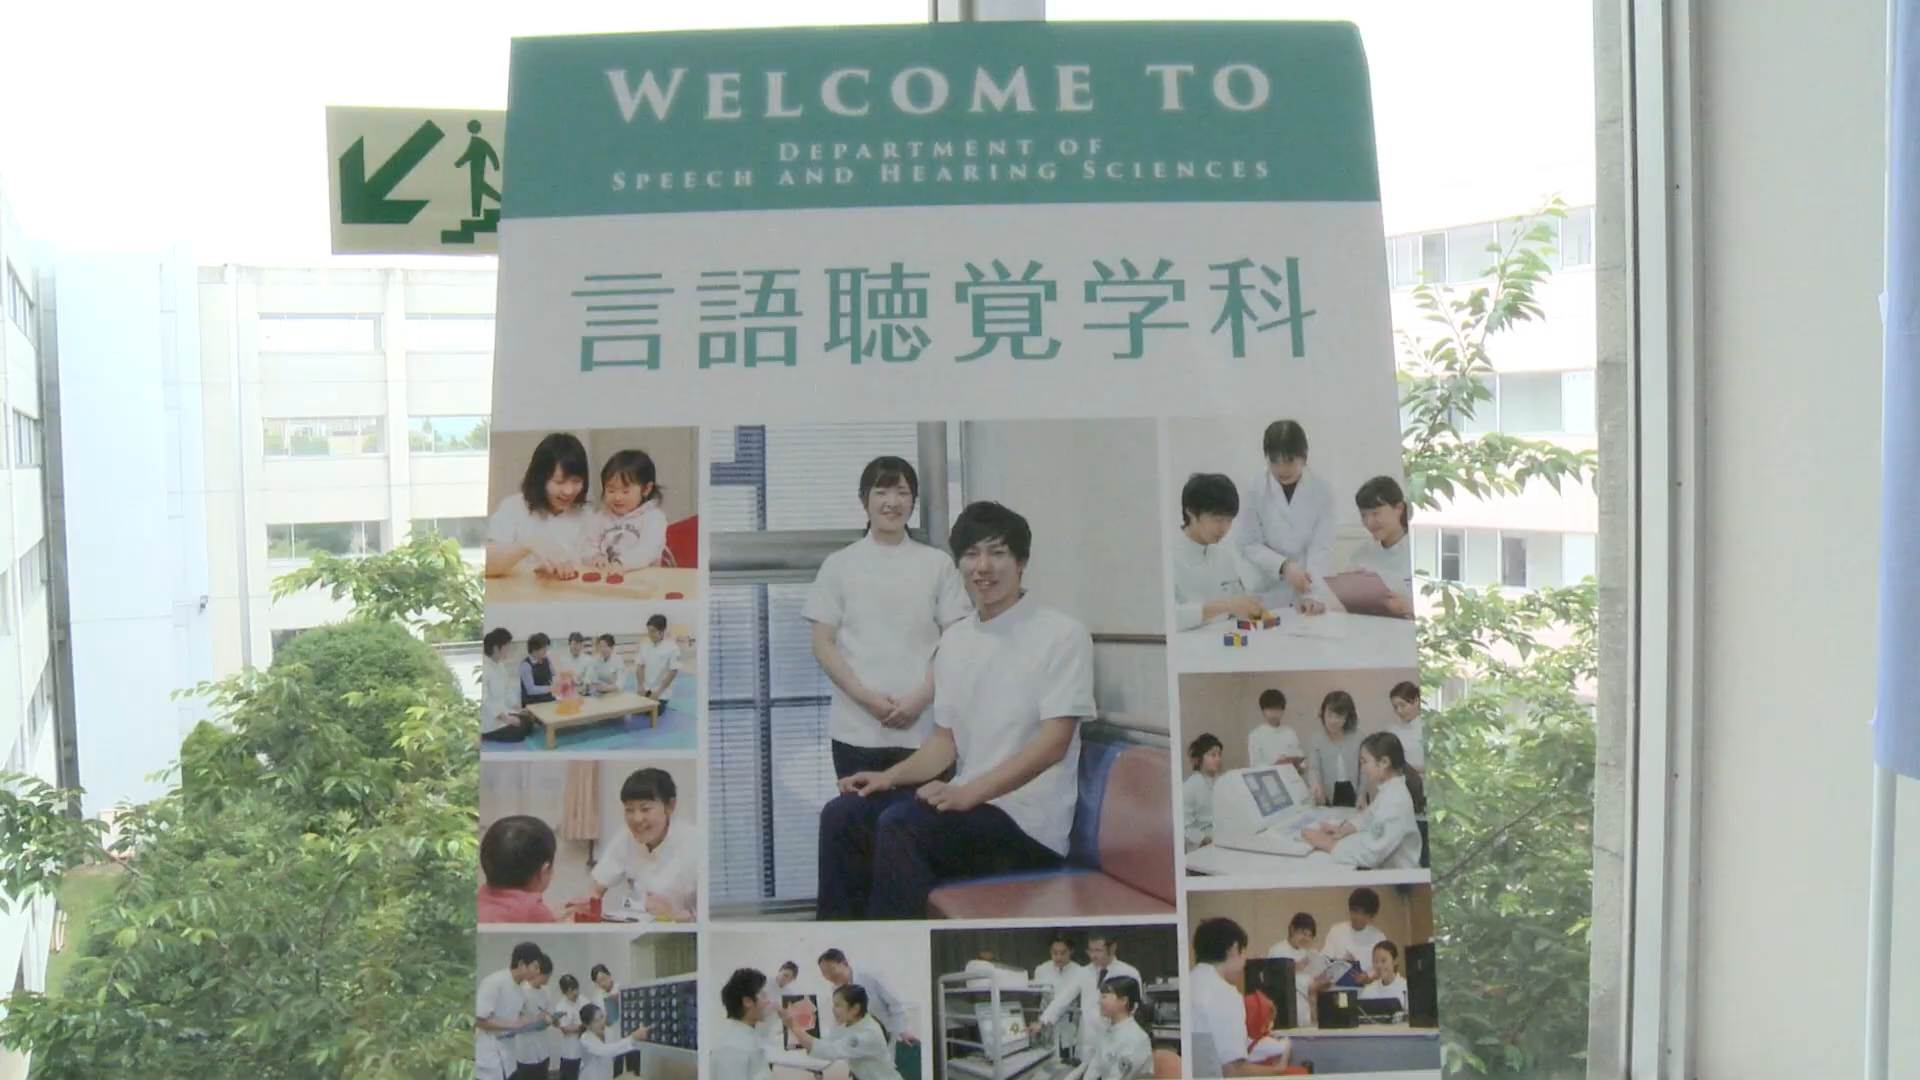 WELCOME TO
DEPARTMENT OF
SPEECH AND HEARING SCIENCES
言語聴覚学科